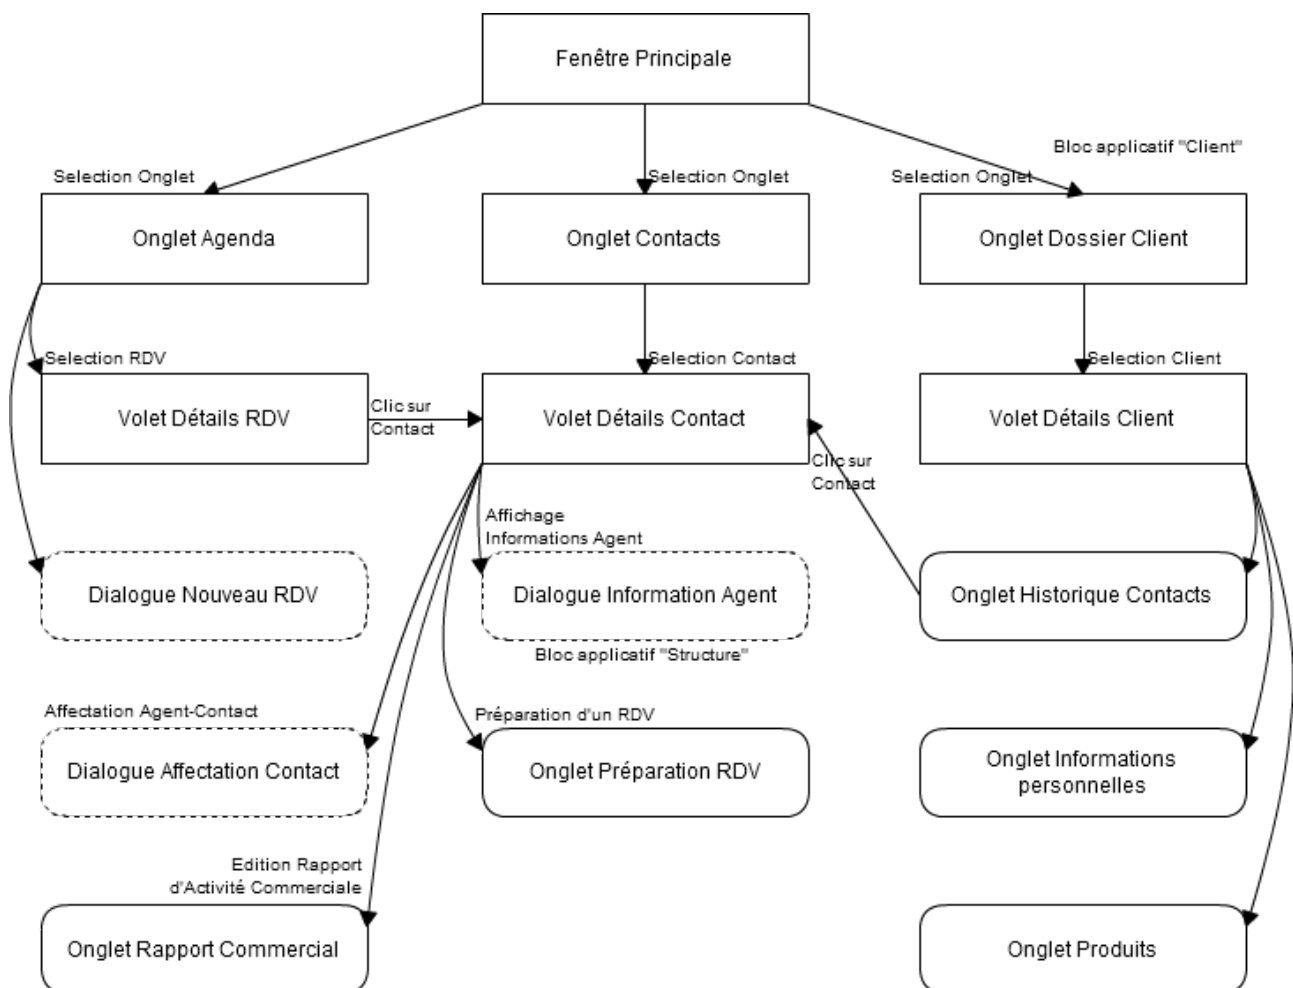 Fenêtre Principale
Bloc applicatif "Client"
Selection Onglet
Selection Onglet
Selection Onglet
Onglet Agenda
Onglet Contacts
Onglet Dossier Client
Selection RDV
Selection Contact
Selection Client
Volet Détails RDV
Clic sur
Contact
Volet Détails Contact
Volet Détails Client
Clic sur
Contact
Affichage
Informations Agent
Dialogue Nouveau RDV
Dialogue Information Agent
Onglet Historique Contacts
Bloc applicatif "Structure"
Affectation Agent-Contact
Préparation d'un RDV
Dialogue Affectation Contact
Onglet Préparation RDV
Onglet Informations
personnelles
Edition Rapport
d'Activité Commerciale
Onglet Rapport Commercial
Onglet Produits